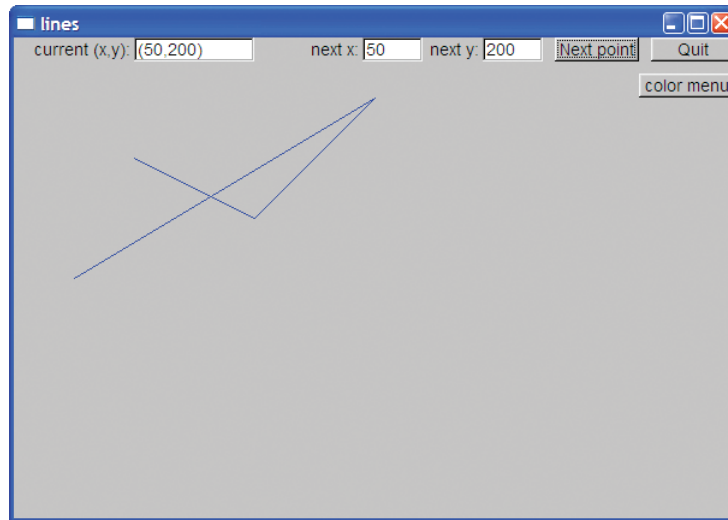 lines
current (x,y): (50,200) next x: 50 next y: 200 Next point Quit
color menu